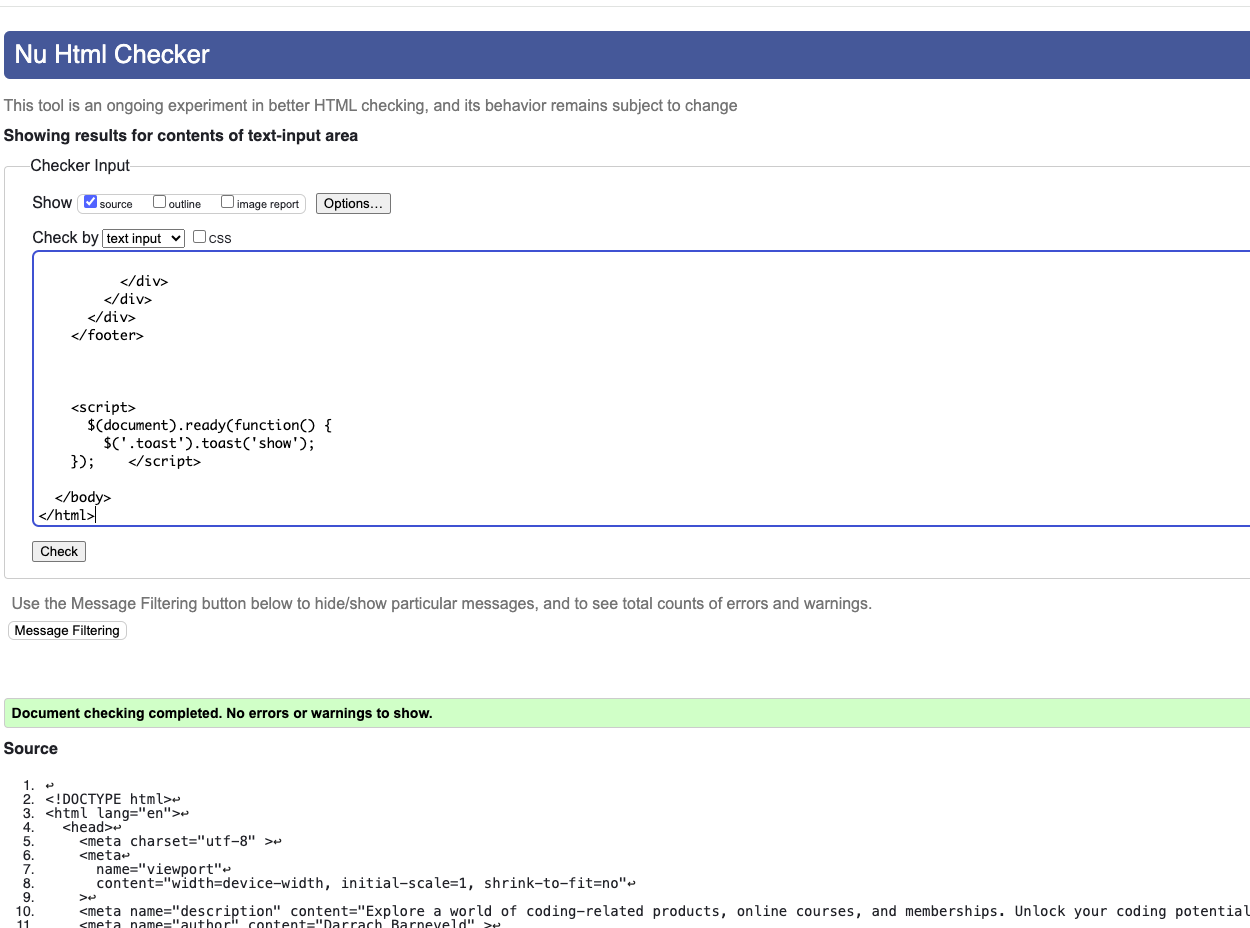 Nu Html Checker
This tool is an ongoing experiment in better HTML checking, and its behavior remains subject to change
Showing results for contents of text-input area
Checker Input
Show source outline image report Options...
Check by text input css
</div>
</div>
</div>
</footer>
<script>
$(document).ready(function() {
$('.toast').toast('show');
}); </script>
</body>
</html>
Check
Use the Message Filtering button below to hide/show particular messages, and to see total counts of errors and warnings.
Message Filtering
Document checking completed. No errors or warnings to show.
Source
1. ↩
2. <!DOCTYPE html>↩
3. <html lang="en">↩
4. <head>↩
5. <meta charset="utf-8" >↩
6. <meta↩
7. name="viewport"↩
8. content="width=device-width, initial-scale=1, shrink-to-fit=no"↩
9. >↩
10. <meta name="description" content="Explore a world of coding-related products, online courses, and memberships. Unlock your coding potential
11. <meta name="author" content="Darrach Barneveld" >↩